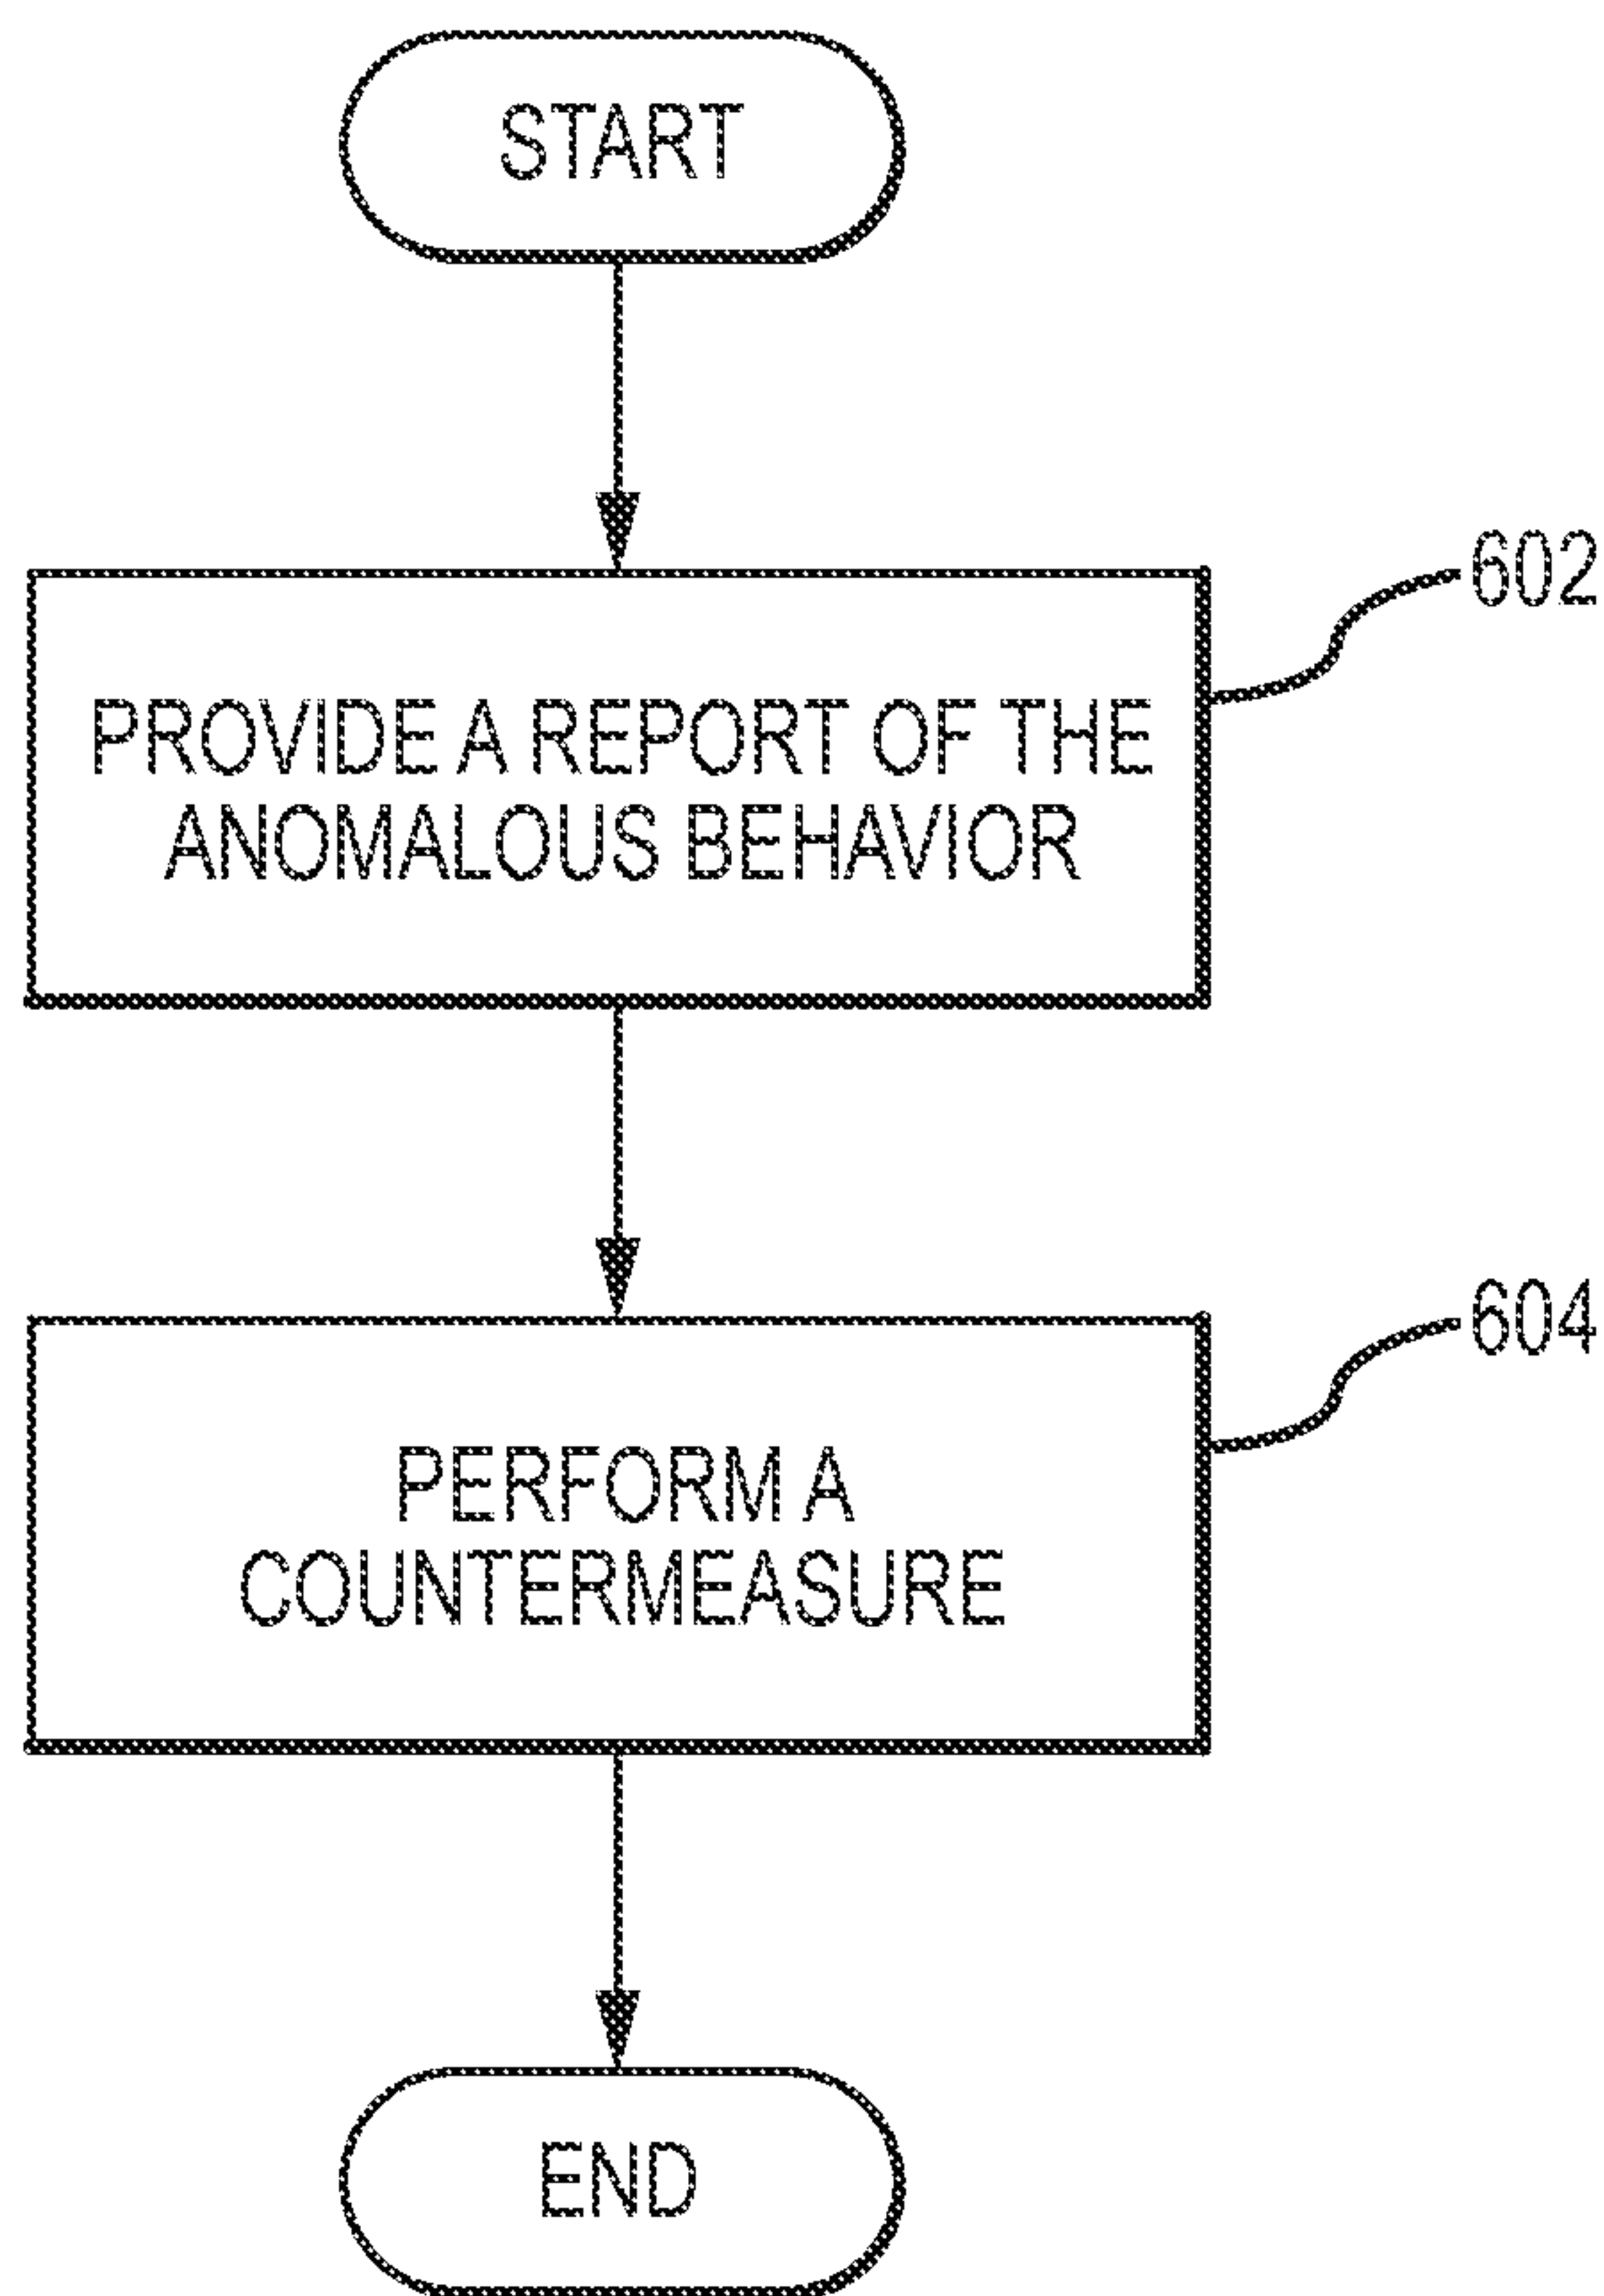 START
602
PROVIDE A REPORT OF THE
ANOMALOUS BEHAVIOR
604
PERFORM A
COUNTERMEASURE
END